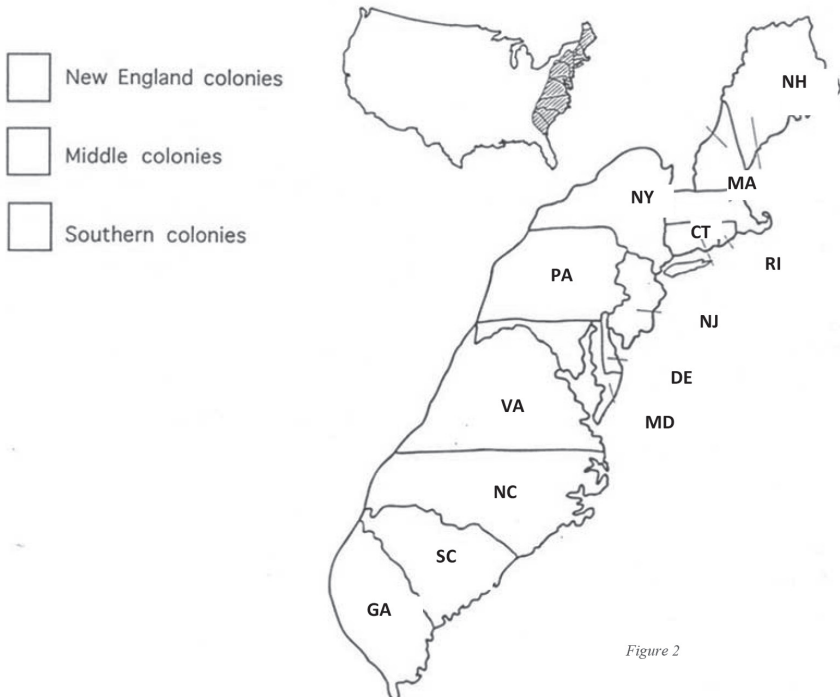 New England colonies
Middle colonies
Southern colonies
NH
MA
NY
CT
RI
PA
NJ
DE
VA
MD
NC
SC
GA
Figure 2